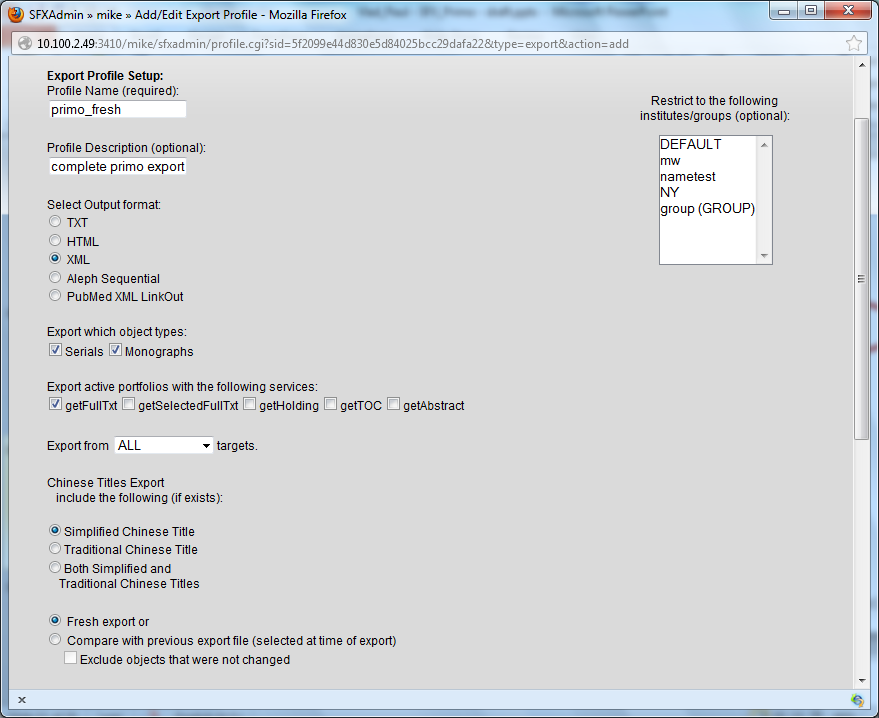 SFXAdmin » mike » Add/Edit Export Profile - Mozilla Firefox
10.100.2.49:3410/mike/sfxadmin/profile.cgi?sid=5f2099e44d830e5d84025bcc29dafa22&type=export&action=add
Export Profile Setup:
Profile Name (required):
primo_fresh
Profile Description (optional):
complete primo export
Select Output format:
TXT
HTML
XML
Aleph Sequential
PubMed XML LinkOut
Export which object types:
Serials Monographs
Export active portfolios with the following services:
getFullTxt getSelectedFullTxt getHolding getTOC getAbstract
Export from ALL targets.
Chinese Titles Export
include the following (if exists):
Simplified Chinese Title
Traditional Chinese Title
Both Simplified and
Traditional Chinese Titles
Fresh export or
Compare with previous export file (selected at time of export)
Exclude objects that were not changed
Restrict to the following
institutes/groups (optional):
DEFAULT
mw
nametest
NY
group (GROUP)